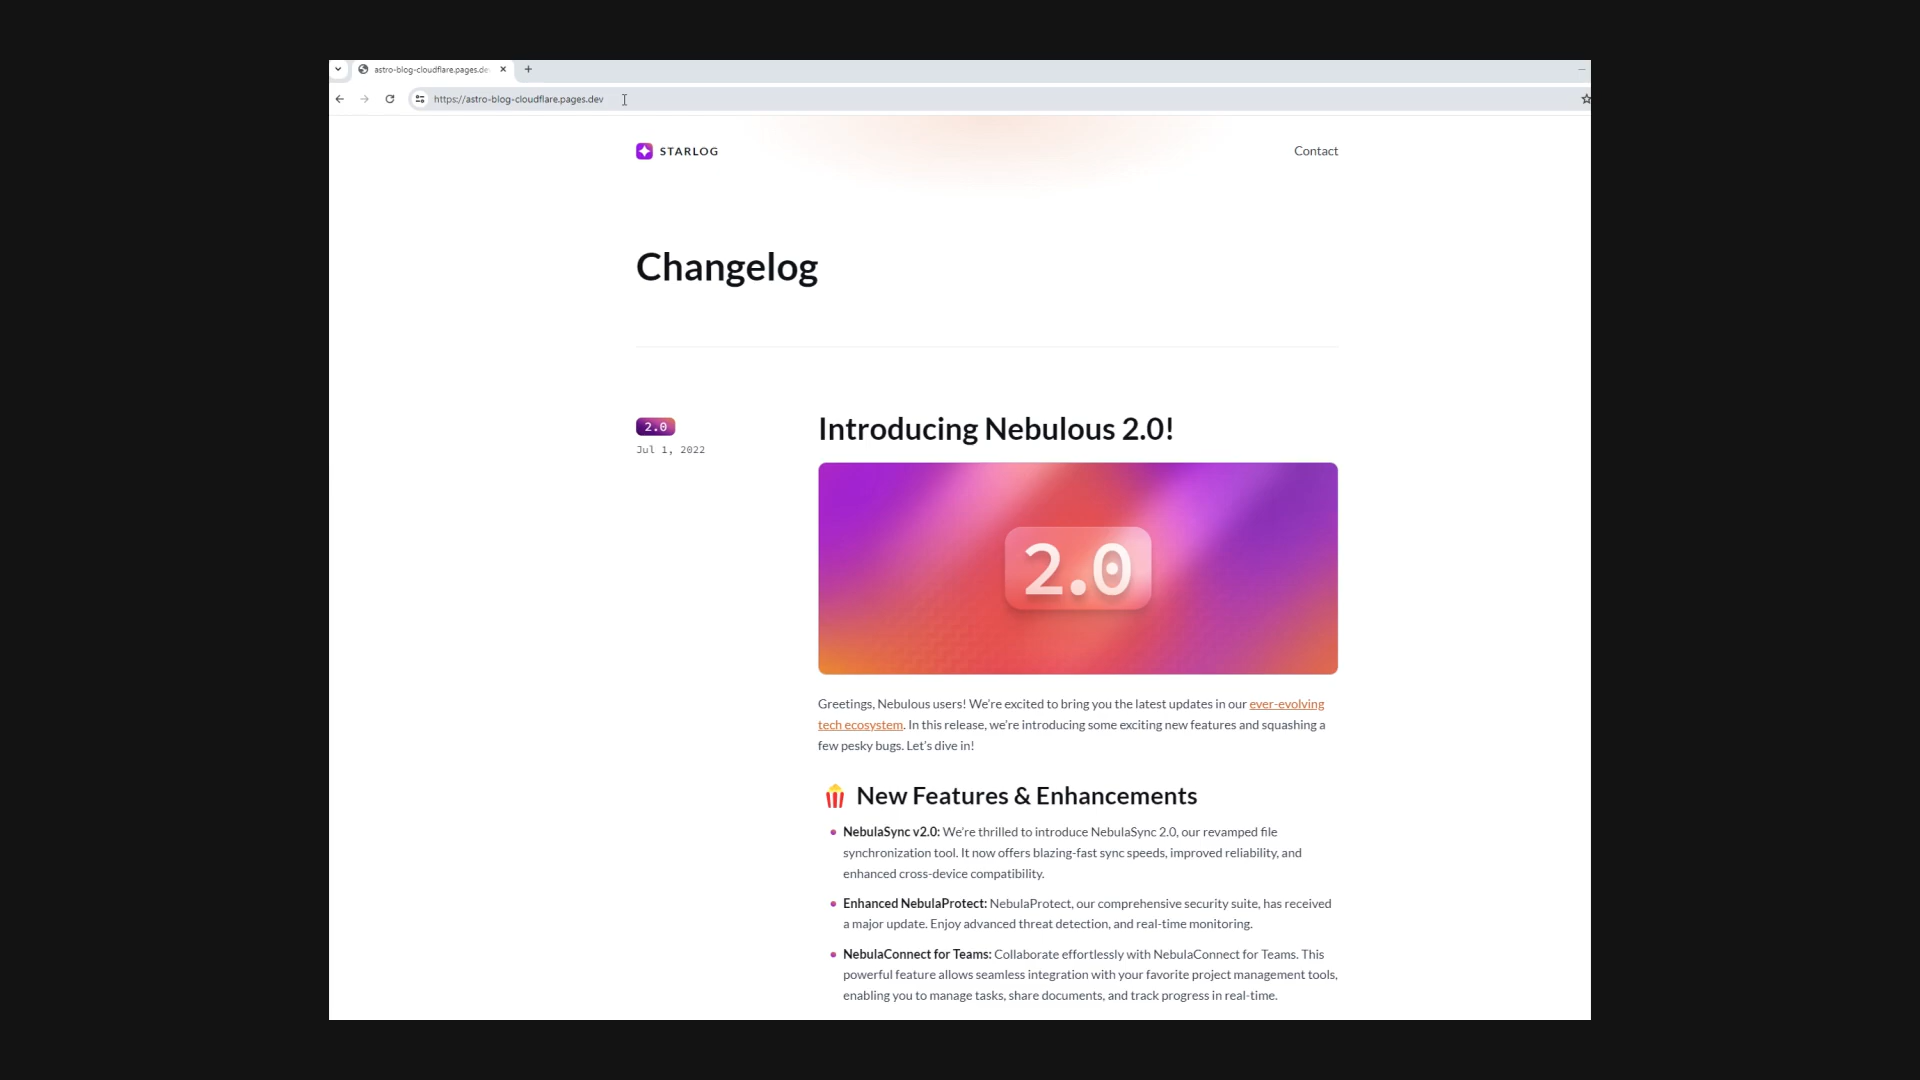 astro-blog-cloudflare.pages.de
https://astro-blog-cloudflare.pages.dev
STARLOG
Contact
Changelog
2.0
Jul 1, 2022
Introducing Nebulous 2.0!
2.0
Greetings, Nebulous users! We're excited to bring you the latest updates in our ever-evolving
tech ecosystem. In this release, we're introducing some exciting new features and squashing a
few pesky bugs. Let's dive in!
🍿 New Features & Enhancements
NebulaSync v2.0: We're thrilled to introduce NebulaSync 2.0, our revamped file
synchronization tool. It now offers blazing-fast sync speeds, improved reliability, and
enhanced cross-device compatibility.
Enhanced NebulaProtect: NebulaProtect, our comprehensive security suite, has received
a major update. Enjoy advanced threat detection, and real-time monitoring.
NebulaConnect for Teams: Collaborate effortlessly with NebulaConnect for Teams. This
powerful feature allows seamless integration with your favorite project management tools,
enabling you to manage tasks, share documents, and track progress in real-time.